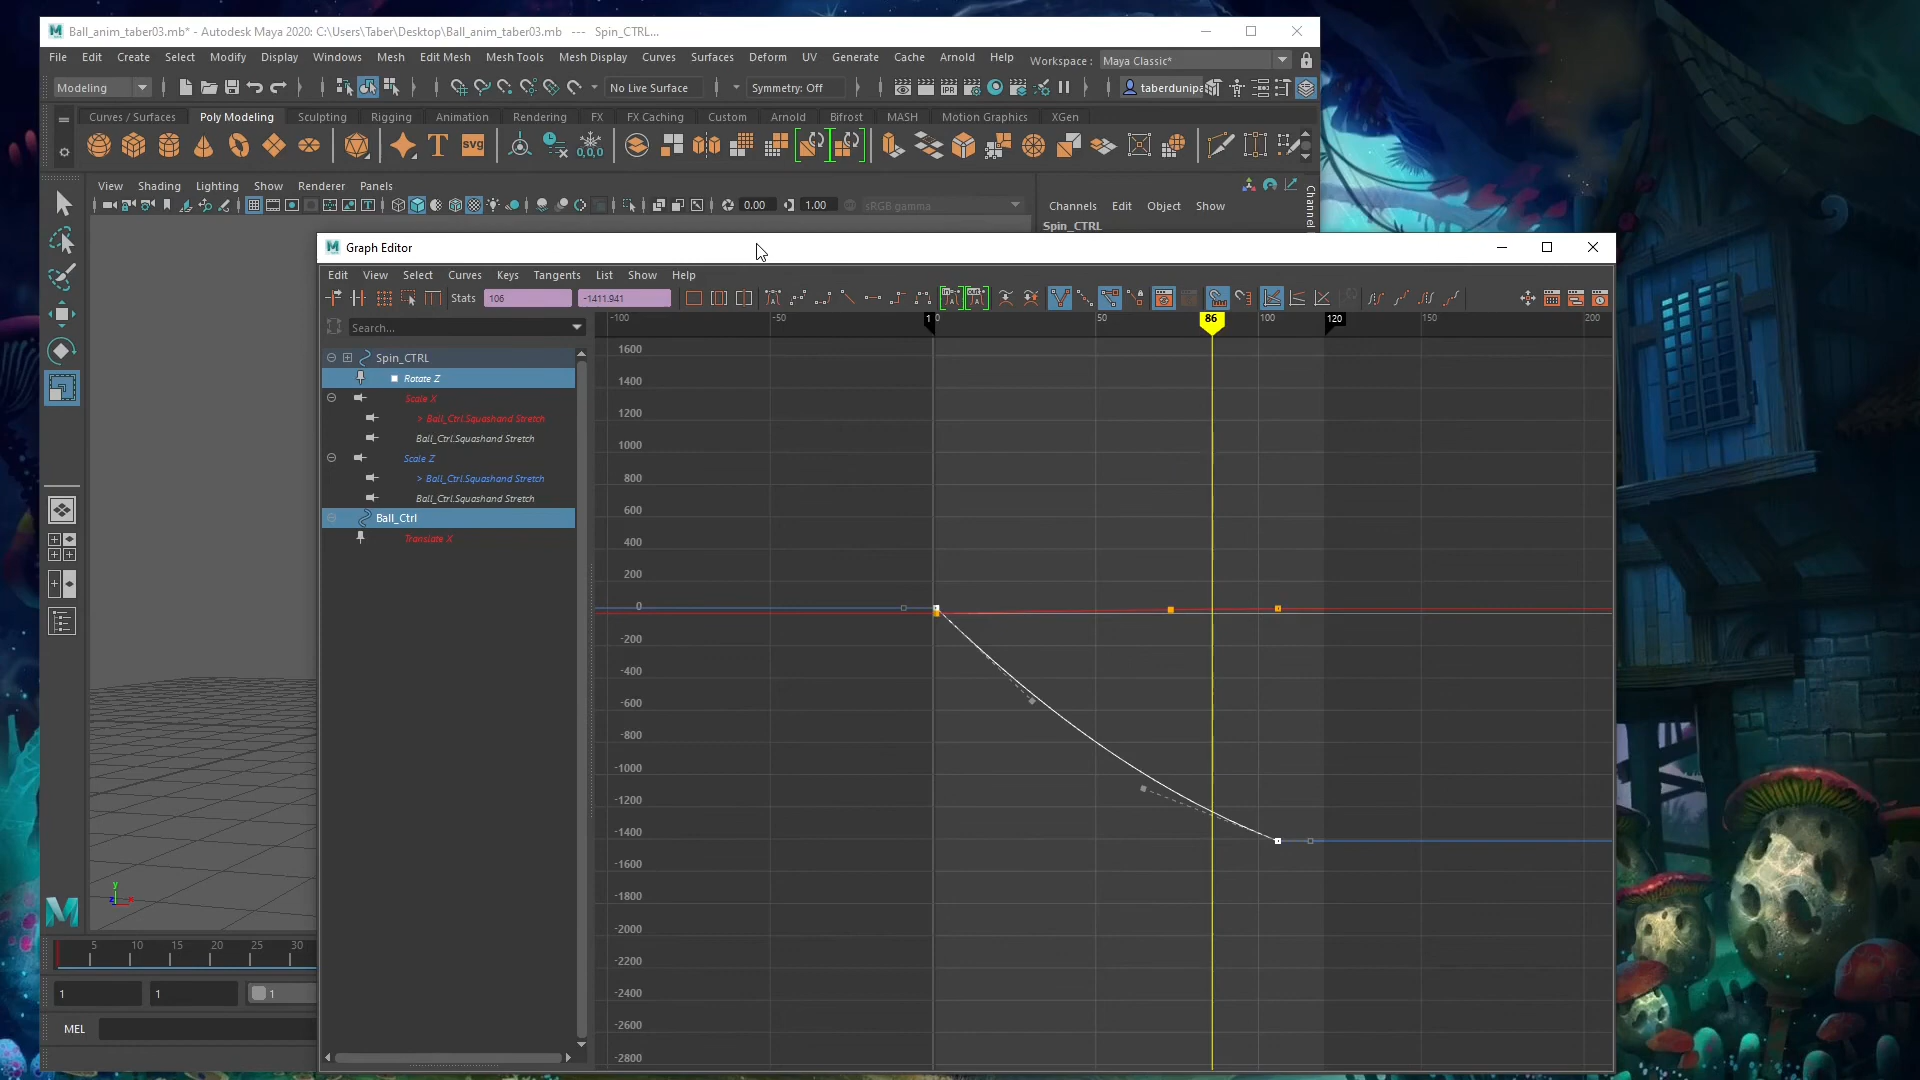 Ball_anim_taber03.mb* - Autodesk Maya 2020: C:\Users\Taber\Desktop\Ball_anim_taber03.mb --- Spin_CTRL...
File Edit Create Select Modify Display Windows Mesh Edit Mesh Mesh Tools Mesh Display Curves Surfaces Deform UV Generate Cache Arnold Help Workspace : Maya Classic*
Modeling No Live Surface Symmetry: Off taberdunipa
Curves / Surfaces Poly Modeling Sculpting Rigging Animation Rendering FX FX Caching Custom Arnold Bifrost MASH Motion Graphics XGen
T svg 0,0,0
View Shading Lighting Show Renderer Panels
0.00 1.00 sRGB gamma
Channels Edit Object Show
Spin_CTRL
Graph Editor
Edit View Select Curves Keys Tangents List Show Help
Stats 106 -1411.941
Search...
-100 -50 1 0 50 86 100 120 150 200
Spin_CTRL
Rotate Z
Scale X
> Ball_Ctrl.Squashand Stretch
Ball_Ctrl.Squashand Stretch
Scale Z
> Ball_Ctrl.Squashand Stretch
Ball_Ctrl.Squashand Stretch
Ball_Ctrl
Translate X
1600
1400
1200
1000
800
600
400
200
0
-200
-400
-600
-800
-1000
-1200
-1400
-1600
-1800
-2000
-2200
-2400
-2600
-2800
y
x
5 10 15 20 25 30
1 1 1
MEL